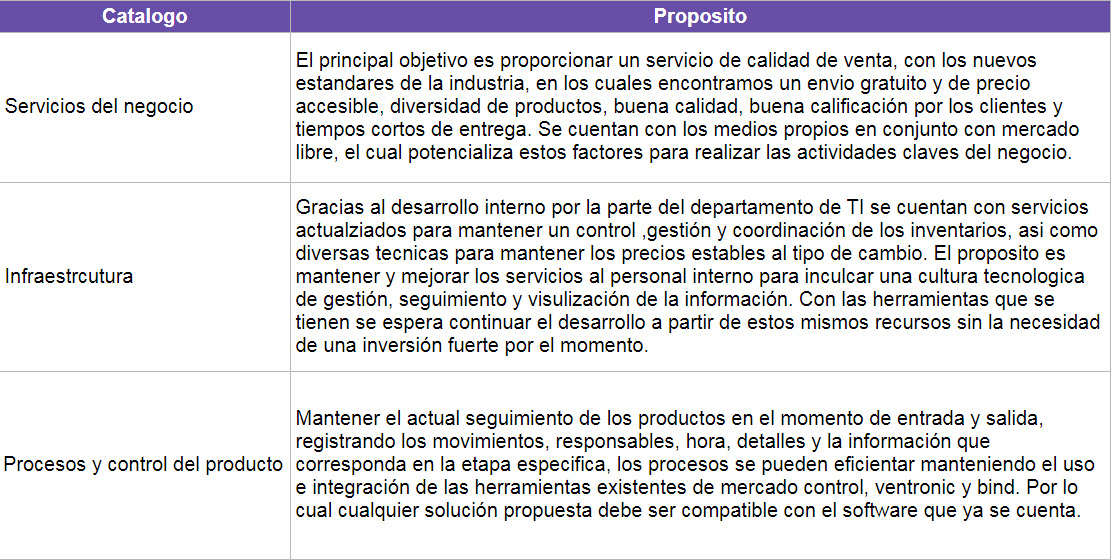 Catalogo
Proposito
Servicios del negocio
El principal objetivo es proporcionar un servicio de calidad de venta, con los nuevos
estandares de la industria, en los cuales encontramos un envio gratuito y de precio
accesible, diversidad de productos, buena calidad, buena calificación por los clientes y
tiempos cortos de entrega. Se cuentan con los medios propios en conjunto con mercado
libre, el cual potencializa estos factores para realizar las actividades claves del negocio.
Infraestrcutura
Gracias al desarrollo interno por la parte del departamento de TI se cuentan con servicios
actualziados para mantener un control ,gestión y coordinación de los inventarios, asi como
diversas tecnicas para mantener los precios estables al tipo de cambio. El proposito es
mantener y mejorar los servicios al personal interno para inculcar una cultura tecnologica
de gestión, seguimiento y visulización de la información. Con las herramientas que se
tienen se espera continuar el desarrollo a partir de estos mismos recursos sin la necesidad
de una inversión fuerte por el momento.
Procesos y control del producto
Mantener el actual seguimiento de los productos en el momento de entrada y salida,
registrando los movimientos, responsables, hora, detalles y la información que
corresponda en la etapa especifica, los procesos se pueden eficientar manteniendo el uso
e integración de las herramientas existentes de mercado control, ventronic y bind. Por lo
cual cualquier solución propuesta debe ser compatible con el software que ya se cuenta.